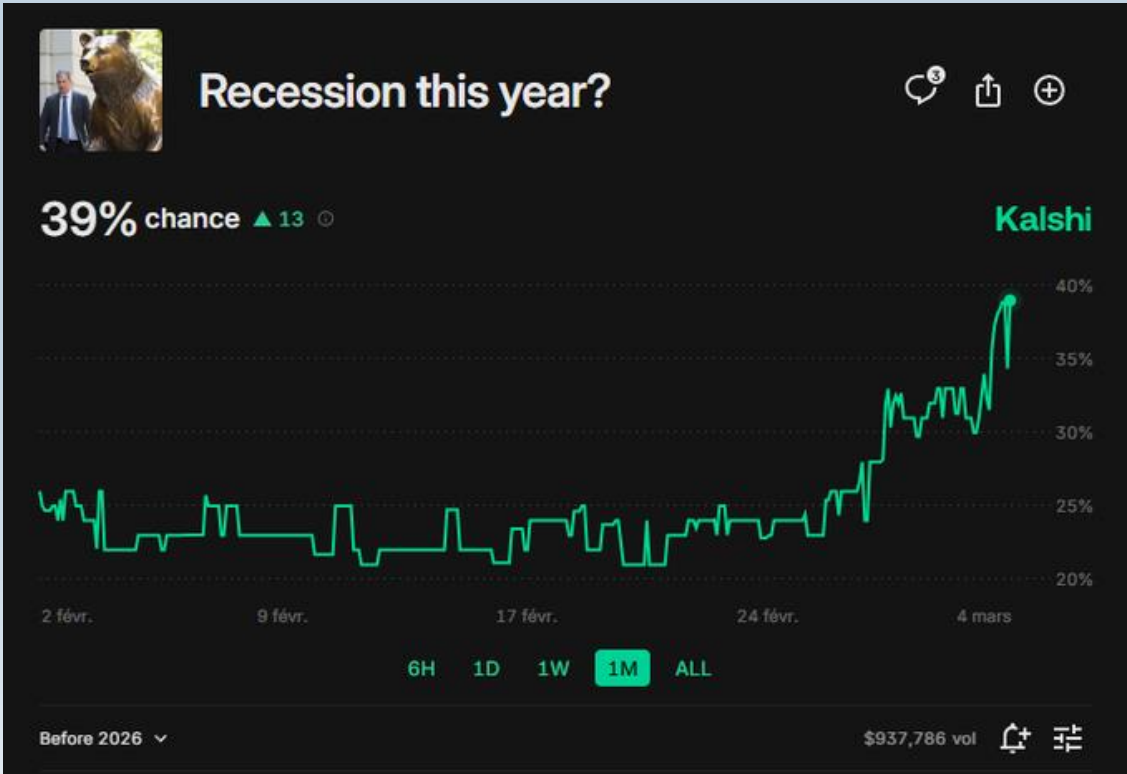 3
Recession this year?
39% chance ▲ 13
Kalshi
40%
35%
30%
25%
20%
2 févr. 9 févr. 17 févr. 24 févr. 4 mars
6H 1D 1W 1M ALL
Before 2026 $937,786 vol